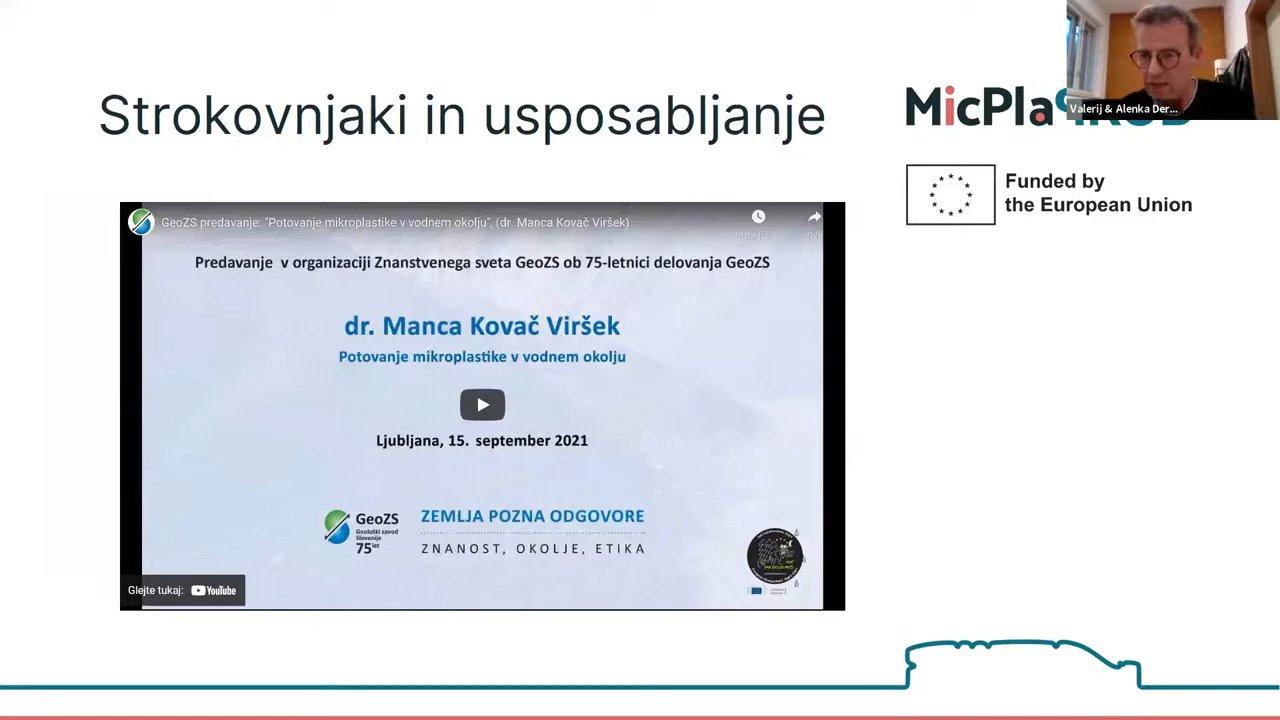 Strokovnjaki in usposabljanje
MicPla
Valerij & Alenka Der...
Funded by
the European Union
GeoZS predavanje: "Potovanje mikroplastike v vodnem okolju", (dr. Manca Kovač Viršek)
Predavanje v organizaciji Znanstvenega sveta GeoZS ob 75-letnici delovanja GeoZS
dr. Manca Kovač Viršek
Potovanje mikroplastike v vodnem okolju
Ljubljana, 15. september 2021
GeoZS
Geološki zavod
Slovenije
75 let
ZEMLJA POZNA ODGOVORE
ZNANOST, OKOLJE, ETIKA
Glejte tukaj: YouTube